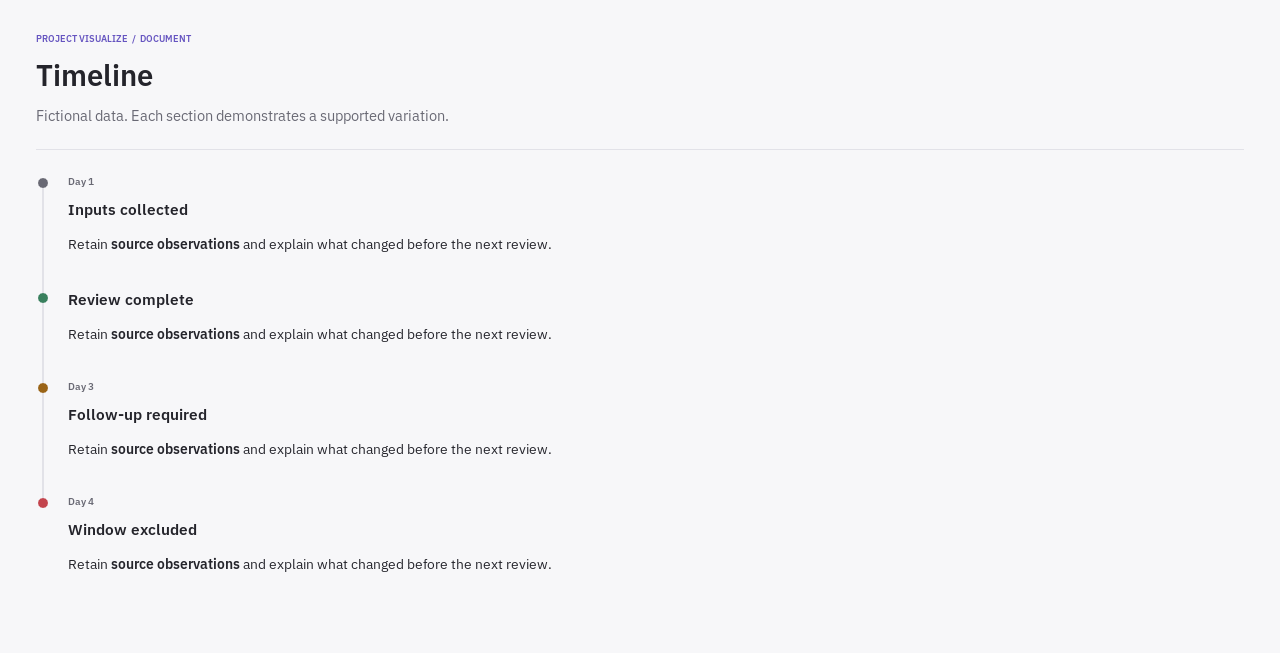 PROJECT VISUALIZE / DOCUMENT
Timeline
Fictional data. Each section demonstrates a supported variation.
Day 1
Inputs collected
Retain source observations and explain what changed before the next review.
Review complete
Retain source observations and explain what changed before the next review.
Day 3
Follow-up required
Retain source observations and explain what changed before the next review.
Day 4
Window excluded
Retain source observations and explain what changed before the next review.